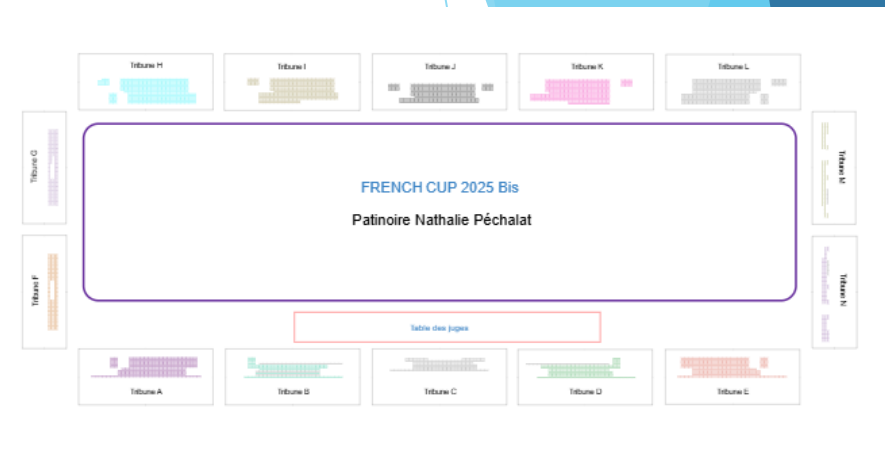 Tribune H
Tribune I
Tribune J
Tribune K
Tribune L
Tribune G
Tribune M
FRENCH CUP 2025 Bis
Patinoire Nathalie Péchalat
Tribune F
Tribune N
Table des juges
Tribune A
Tribune B
Tribune C
Tribune D
Tribune E